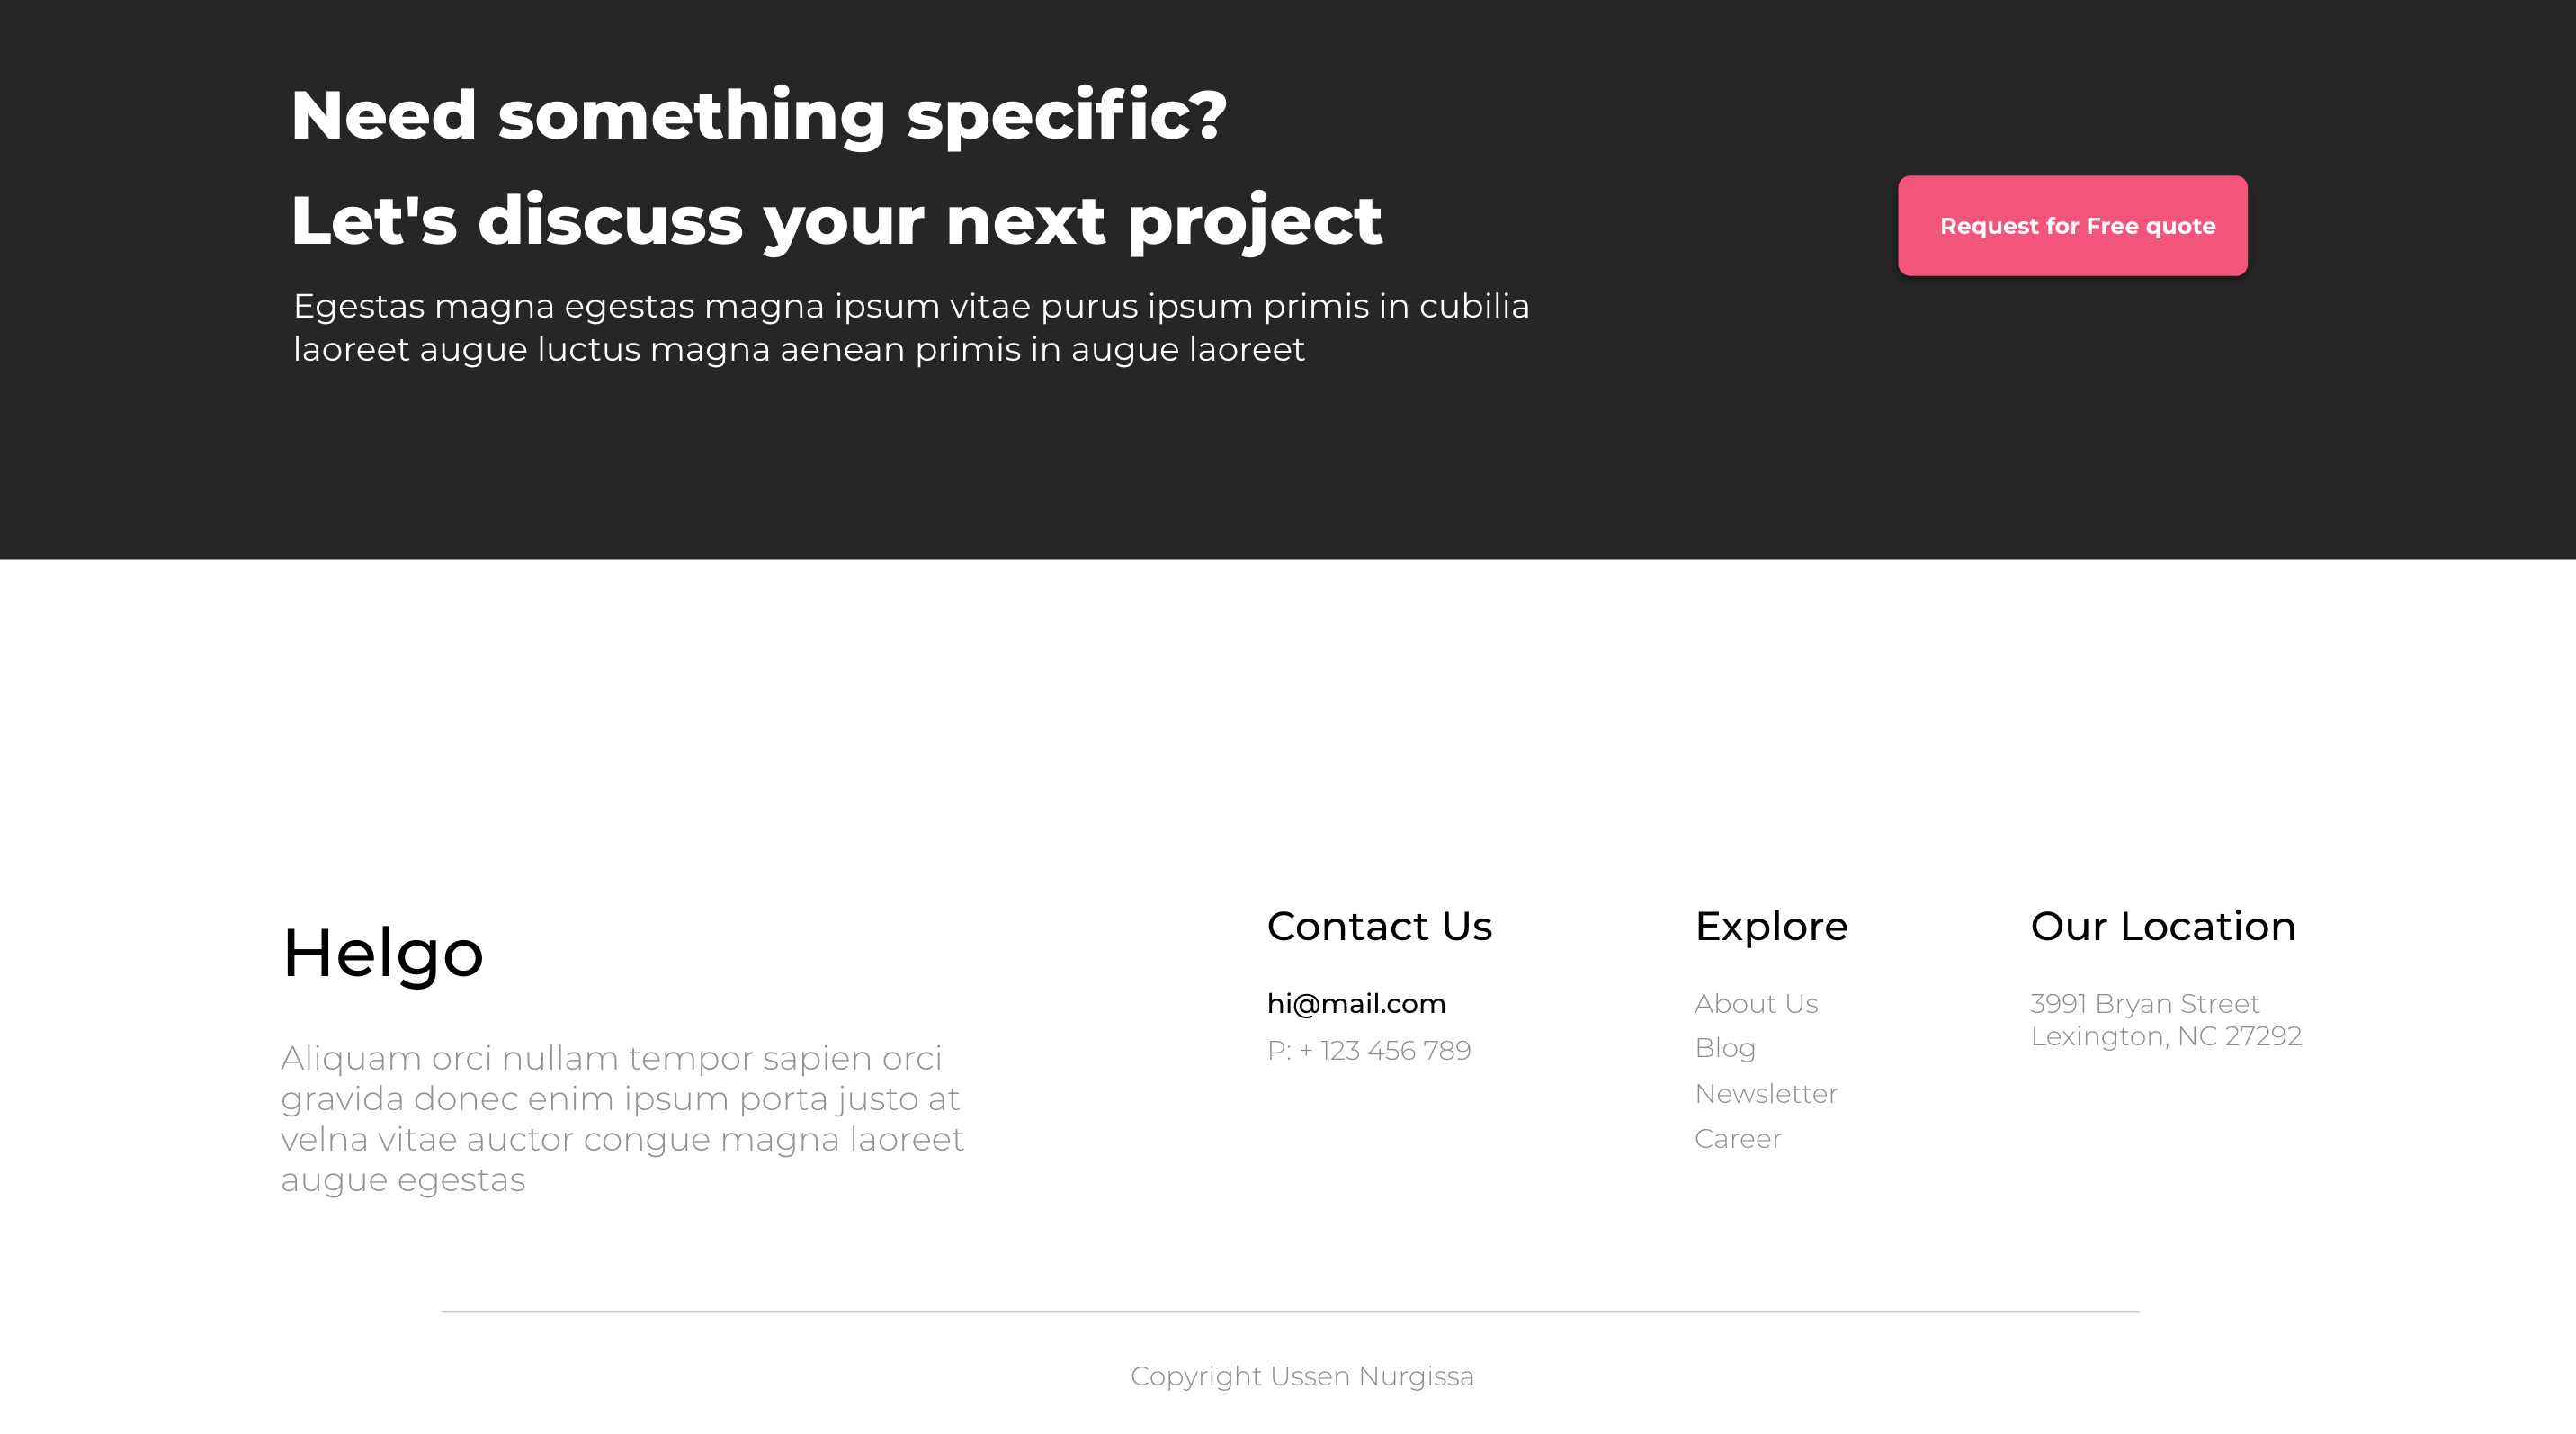 Need something specific?
Let's discuss your next project
Egestas magna egestas magna ipsum vitae purus ipsum primis in cubilia
laoreet augue luctus magna aenean primis in augue laoreet
Request for Free quote
Helgo
Aliquam orci nullam tempor sapien orci
gravida donec enim ipsum porta justo at
velna vitae auctor congue magna laoreet
augue egestas
Contact Us
hi@mail.com
P: + 123 456 789
Explore
About Us
Blog
Newsletter
Career
Our Location
3991 Bryan Street
Lexington, NC 27292
Copyright Ussen Nurgissa